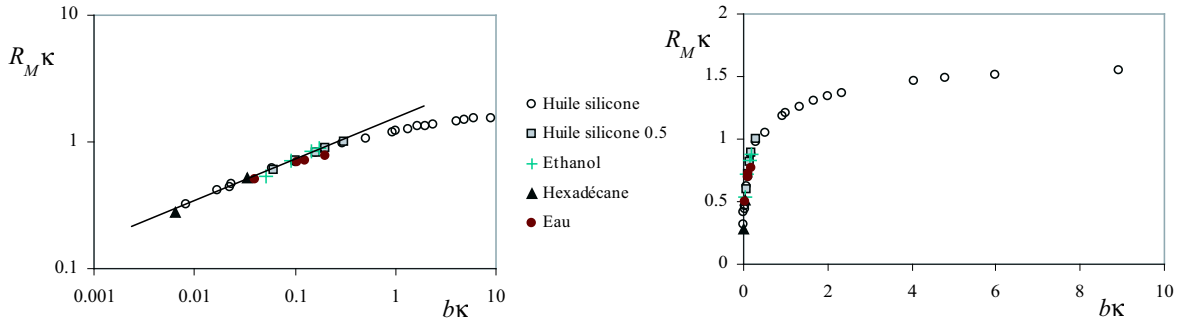 10
1
0.1
R_M κ
0.001
0.01
0.1
1
10
bκ
Huile silicone
Huile silicone 0.5
Ethanol
Hexadécane
Eau
2
1.5
1
0.5
0
R_M κ
0
2
4
6
8
10
bκ